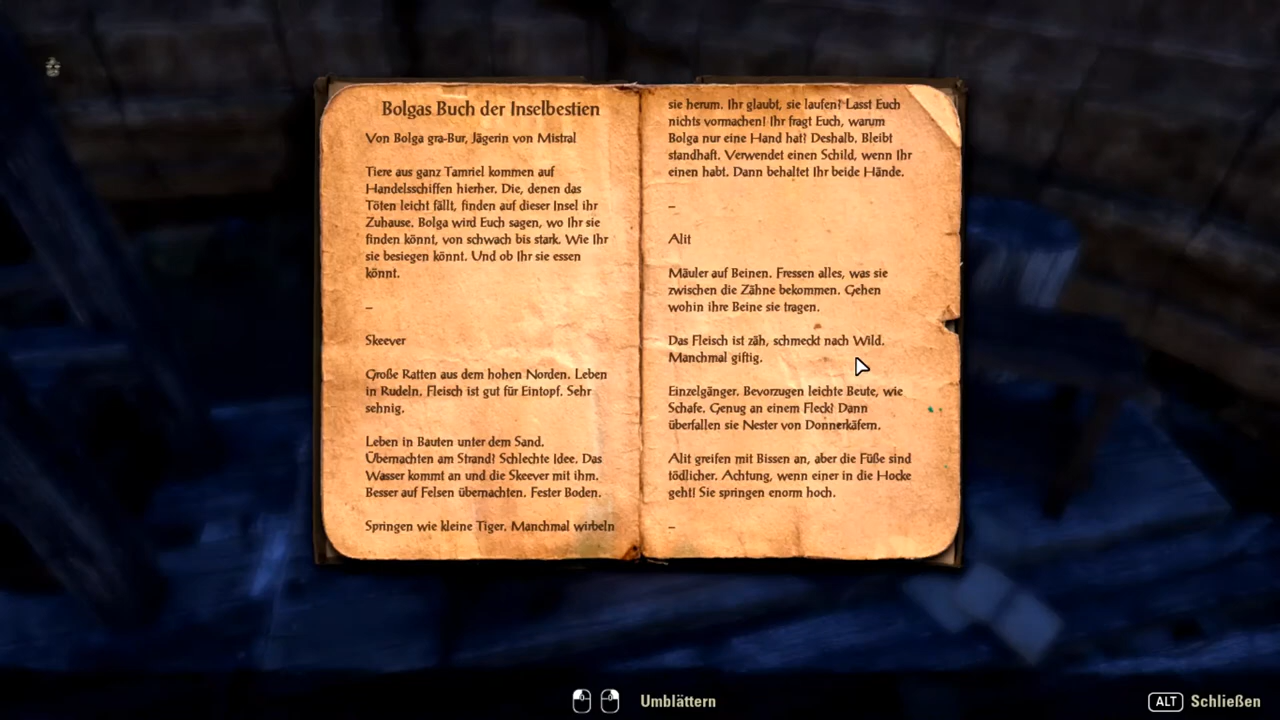 Bolgas Buch der Inselbestien
Von Bolga gra-Bur, Jägerin von Mistral
Tiere aus ganz Tamriel kommen auf
Handelsschiffen hierher. Die, denen das
Töten leicht fällt, finden auf dieser Insel ihr
Zuhause. Bolga wird Euch sagen, wo Ihr sie
finden könnt, von schwach bis stark. Wie Ihr
sie besiegen könnt. Und ob Ihr sie essen
könnt.
–
Skeever
Große Ratten aus dem hohen Norden. Leben
in Rudeln. Fleisch ist gut für Eintopf. Sehr
sehnig.
Leben in Bauten unter dem Sand.
Übernachten am Strand? Schlechte Idee. Das
Wasser kommt an und die Skeever mit ihm.
Besser auf Felsen übernachten. Fester Boden.
Springen wie kleine Tiger. Manchmal wirbeln
sie herum. Ihr glaubt, sie laufen? Lasst Euch
nichts vormachen! Ihr fragt Euch, warum
Bolga nur eine Hand hat? Deshalb. Bleibt
standhaft. Verwendet einen Schild, wenn Ihr
einen habt. Dann behaltet Ihr beide Hände.
–
Alit
Mäuler auf Beinen. Fressen alles, was sie
zwischen die Zähne bekommen. Gehen
wohin ihre Beine sie tragen.
Das Fleisch ist zäh, schmeckt nach Wild.
Manchmal giftig.
Einzelgänger. Bevorzugen leichte Beute, wie
Schafe. Genug an einem Fleck? Dann
überfallen sie Nester von Donnerkäfern.
Alit greifen mit Bissen an, aber die Füße sind
tödlicher. Achtung, wenn einer in die Hocke
geht! Sie springen enorm hoch.
–
Umblättern
ALT Schließen